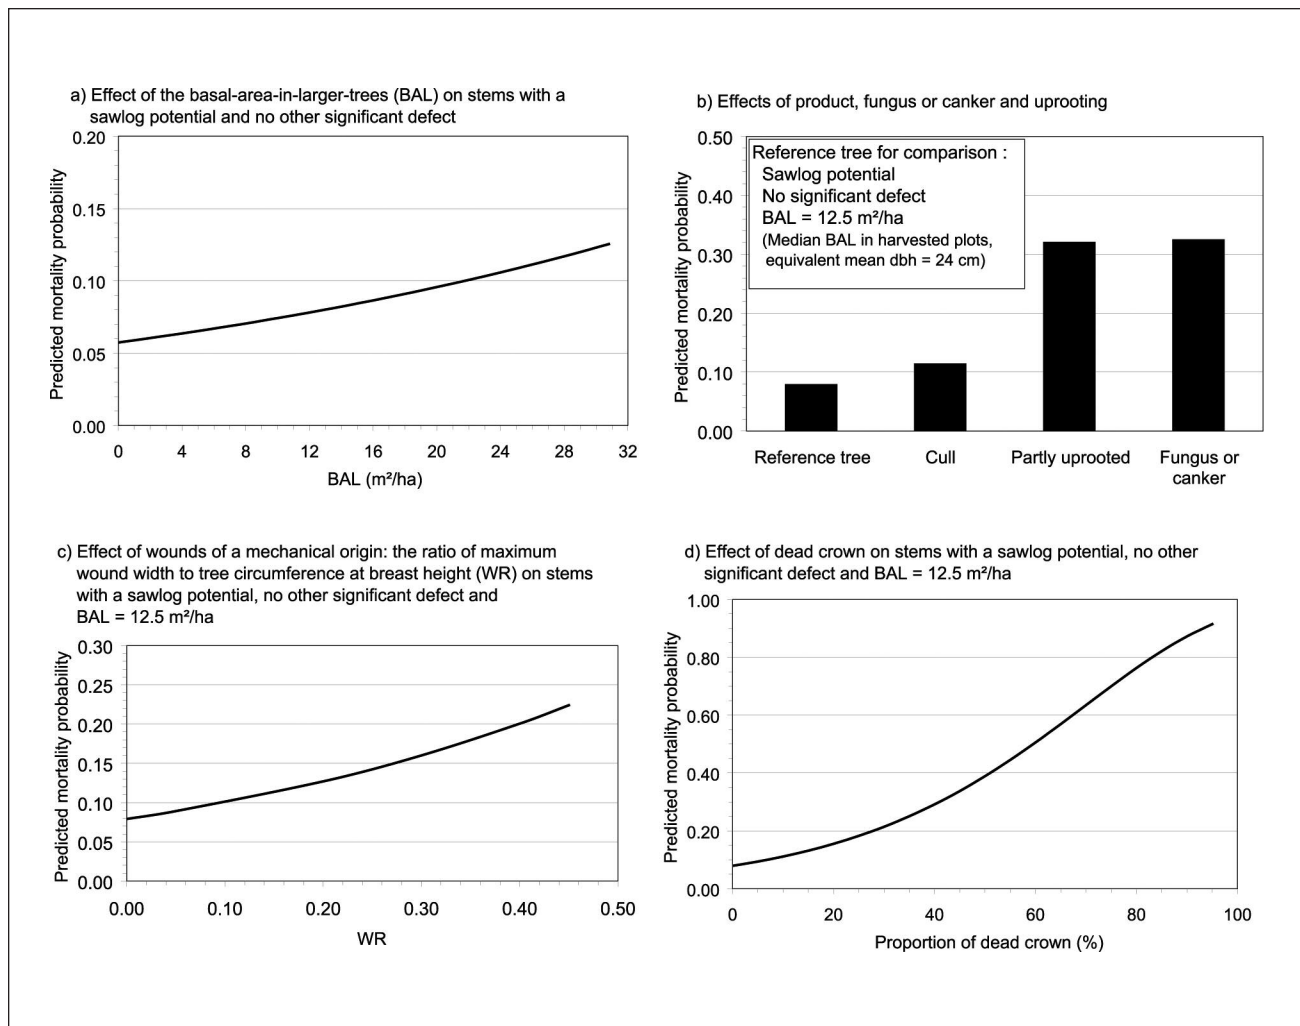 a) Effect of the basal-area-in-larger-trees (BAL) on stems with a
sawlog potential and no other significant defect
Predicted mortality probability
0.20
0.15
0.10
0.05
0.00
0 4 8 12 16 20 24 28 32
BAL (m²/ha)
b) Effects of product, fungus or canker and uprooting
Predicted mortality probability
0.50
0.40
0.30
0.20
0.10
0.00
Reference tree for comparison :
Sawlog potential
No significant defect
BAL = 12.5 m²/ha
(Median BAL in harvested plots,
equivalent mean dbh = 24 cm)
Reference tree Cull Partly uprooted Fungus or
canker
c) Effect of wounds of a mechanical origin: the ratio of maximum
wound width to tree circumference at breast height (WR) on stems
with a sawlog potential, no other significant defect and
BAL = 12.5 m²/ha
Predicted mortality probability
0.30
0.25
0.20
0.15
0.10
0.05
0.00
0.00 0.10 0.20 0.30 0.40 0.50
WR
d) Effect of dead crown on stems with a sawlog potential, no other
significant defect and BAL = 12.5 m²/ha
Predicted mortality probability
1.00
0.80
0.60
0.40
0.20
0.00
0 20 40 60 80 100
Proportion of dead crown (%)